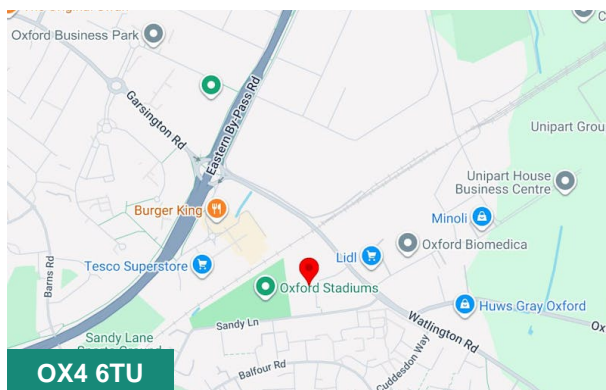 Oxford Business Park
Garsington Rd
Eastern By-Pass Rd
Unipart Grou
Unipart House
Business Centre
Burger King
Minoli
Oxford Biomedica
Lidl
Tesco Superstore
Barns Rd
Oxford Stadiums
Huws Gray Oxford
Sandy Ln
Watlington Rd
Ox
Sandy Lane
Balfour Rd
Cuddesdon Way
OX4 6TU